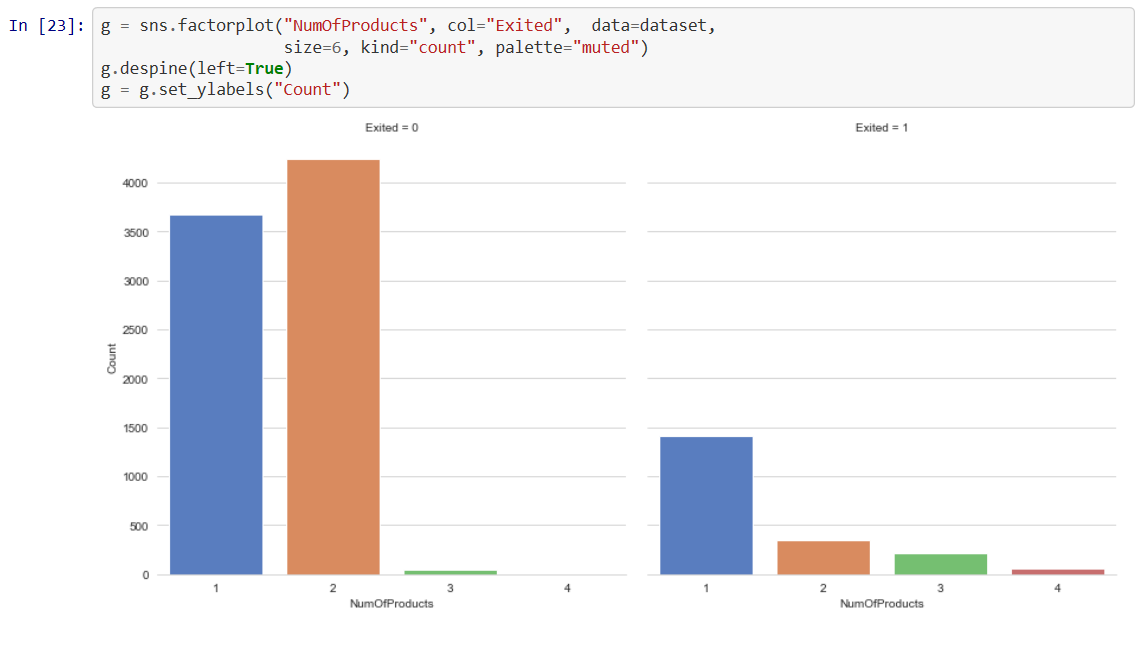 In [23]: g = sns.factorplot("NumOfProducts", col="Exited",  data=dataset,
                   size=6, kind="count", palette="muted")
g.despine(left=True)
g = g.set_ylabels("Count")
Exited = 0
Exited = 1
4000
3500
3000
2500
2000
1500
1000
500
0
Count
1 2 3 4
NumOfProducts
1 2 3 4
NumOfProducts